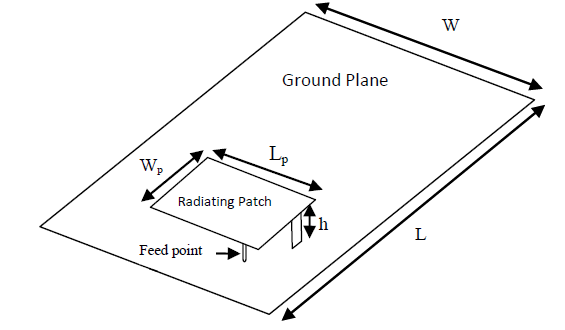 W
Ground Plane
Lp
Wp
Radiating Patch
h
Feed point
L